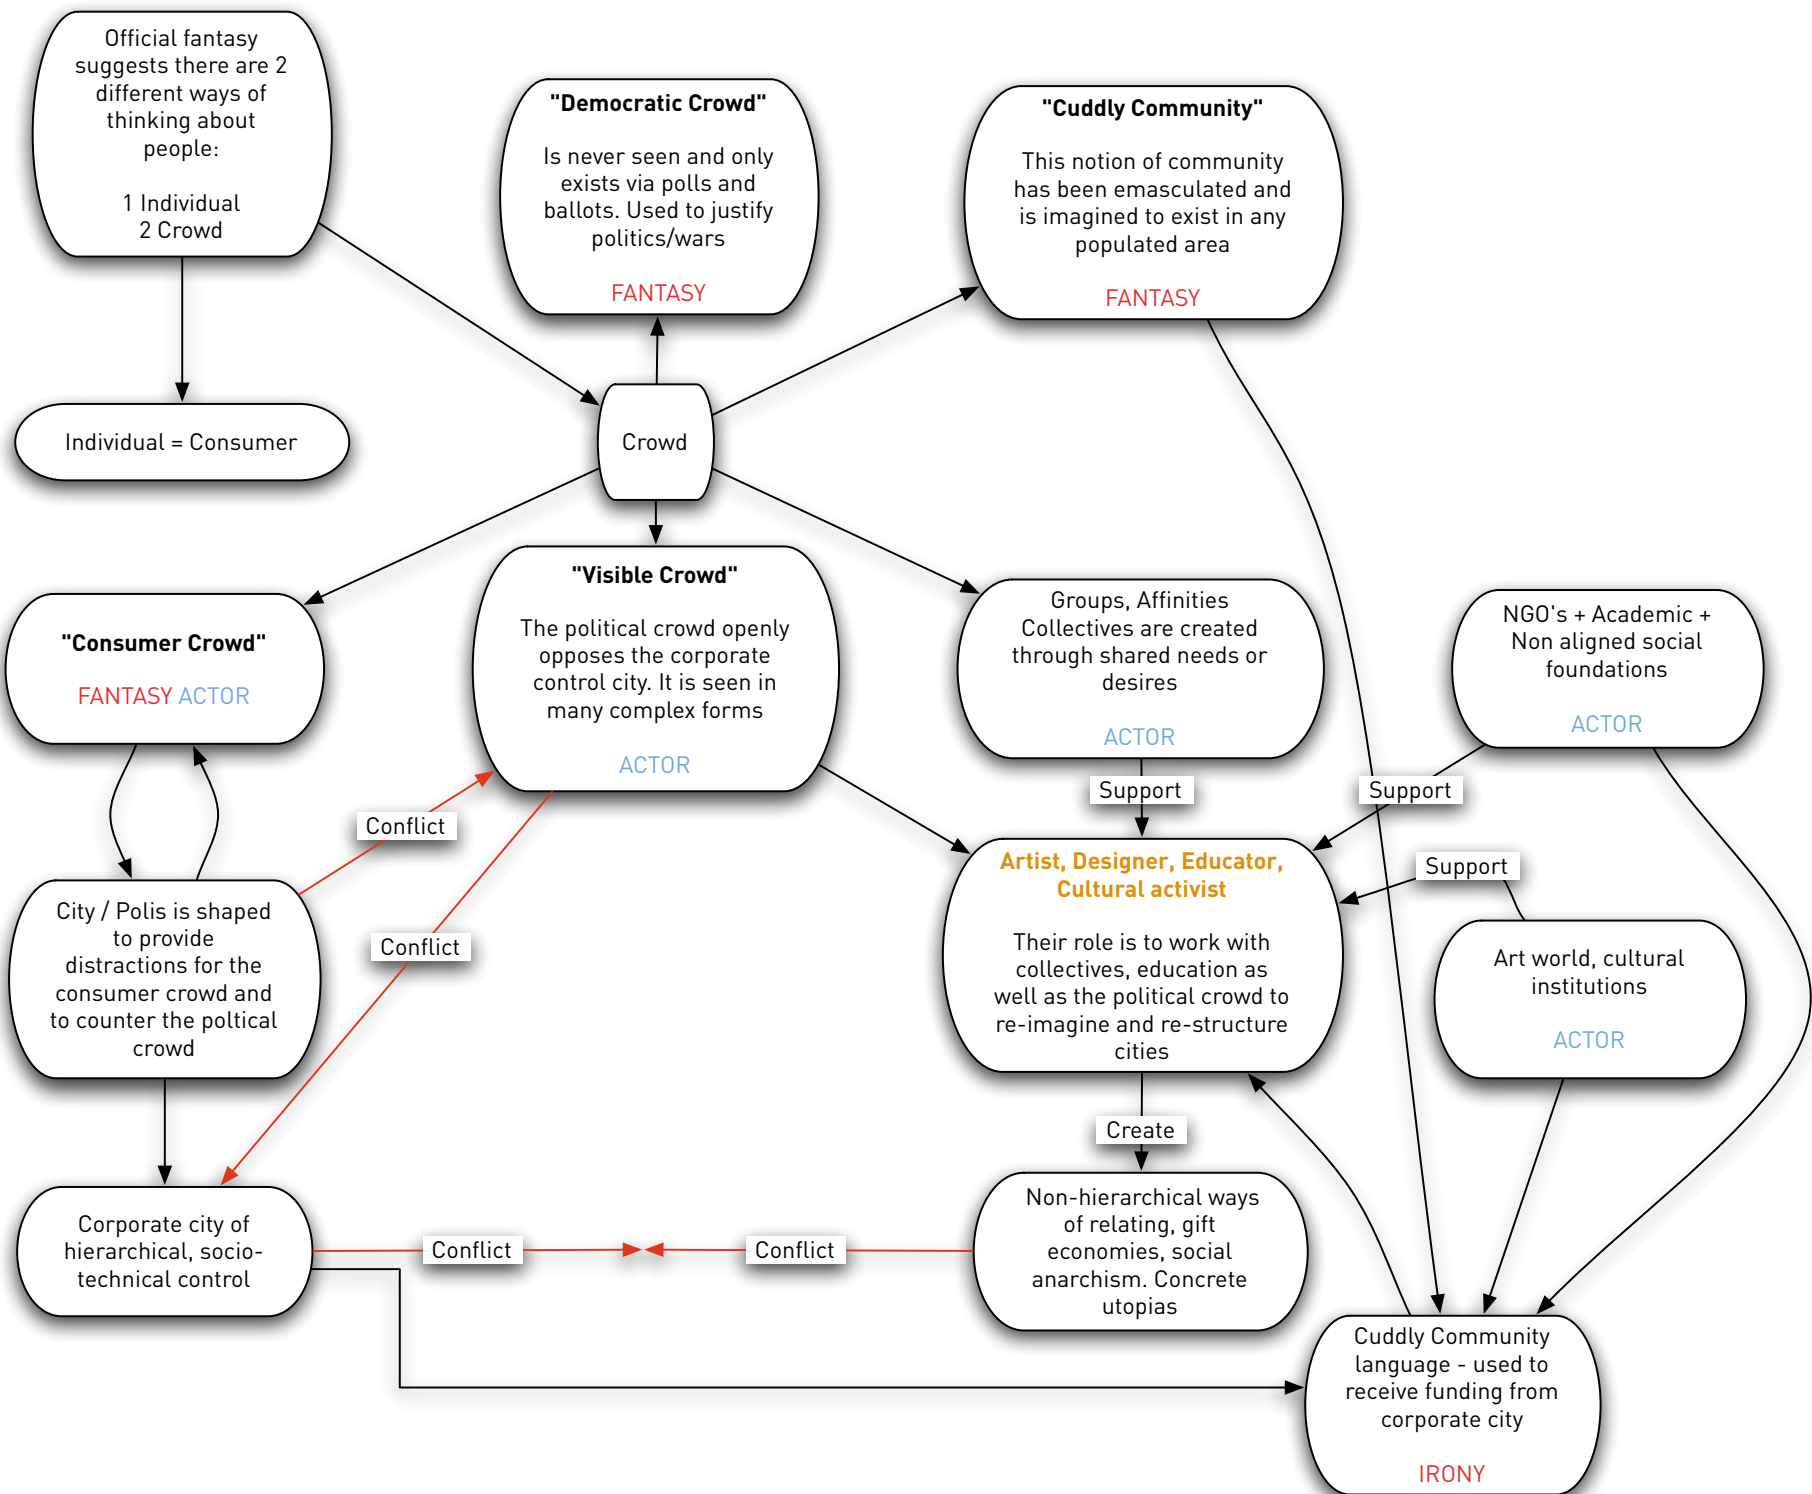 Official fantasy
suggests there are 2
different ways of
thinking about
people:
1 Individual
2 Crowd
"Democratic Crowd"
Is never seen and only
exists via polls and
ballots. Used to justify
politics/wars
FANTASY
"Cuddly Community"
This notion of community
has been emasculated and
is imagined to exist in any
populated area
FANTASY
Individual = Consumer
Crowd
"Consumer Crowd"
FANTASY ACTOR
"Visible Crowd"
The political crowd openly
opposes the corporate
control city. It is seen in
many complex forms
ACTOR
Groups, Affinities
Collectives are created
through shared needs or
desires
ACTOR
NGO's + Academic +
Non aligned social
foundations
ACTOR
Support
Support
Conflict
Support
Conflict
City / Polis is shaped
to provide
distractions for the
consumer crowd and
to counter the poltical
crowd
Artist, Designer, Educator,
Cultural activist
Their role is to work with
collectives, education as
well as the political crowd to
re-imagine and re-structure
cities
Art world, cultural
institutions
ACTOR
Create
Corporate city of
hierarchical, socio-
technical control
Conflict
Conflict
Non-hierarchical ways
of relating, gift
economies, social
anarchism. Concrete
utopias
Cuddly Community
language - used to
receive funding from
corporate city
IRONY